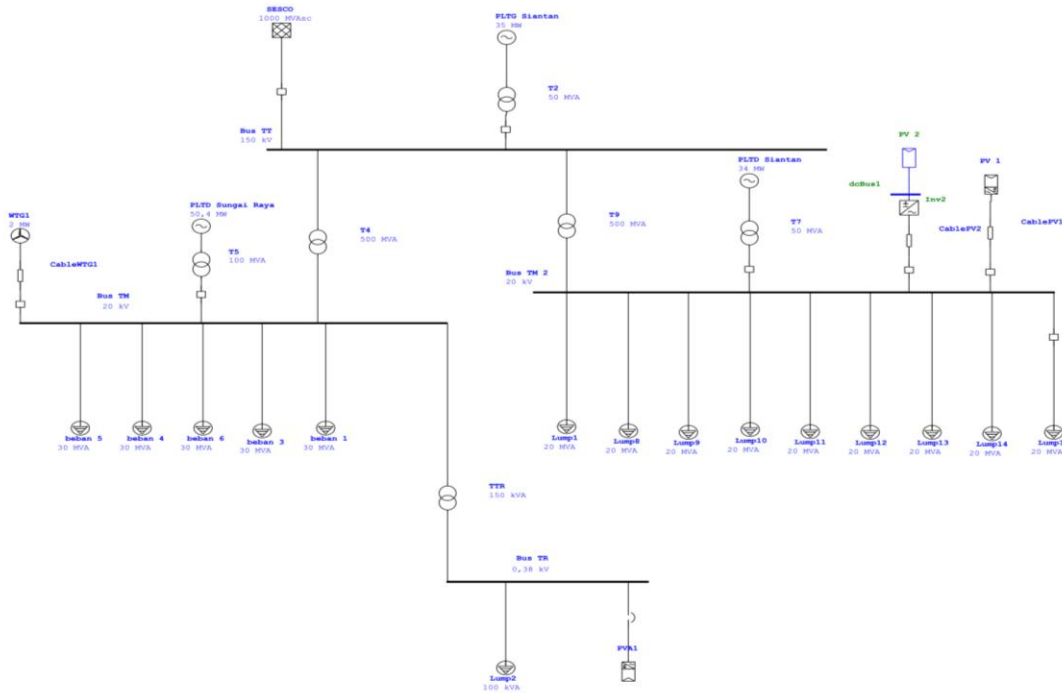 SESCO
1000 MVAsc
PLTG Siantan
35 MW
T2
50 MVA
Bus TT
150 kV
PV 2
PLTD Siantan
34 MW
PV 1
dcBus1
Inv2
WTG1
2 MW
PLTD Sungai Raya
50,4 MW
T4
500 MVA
T9
500 MVA
T7
50 MVA
CablePV2
CablePV1
T5
100 MVA
CableWTG1
Bus TM 2
20 kV
Bus TM
20 kV
beban 5
30 MVA
beban 4
30 MVA
beban 6
30 MVA
beban 3
30 MVA
beban 1
30 MVA
Lump1
20 MVA
Lump8
20 MVA
Lump9
20 MVA
Lump10
20 MVA
Lump11
20 MVA
Lump12
20 MVA
Lump13
20 MVA
Lump14
20 MVA
20 MVA
TTR
150 kVA
Bus TR
0,38 kV
PVA1
Lump2
100 kVA